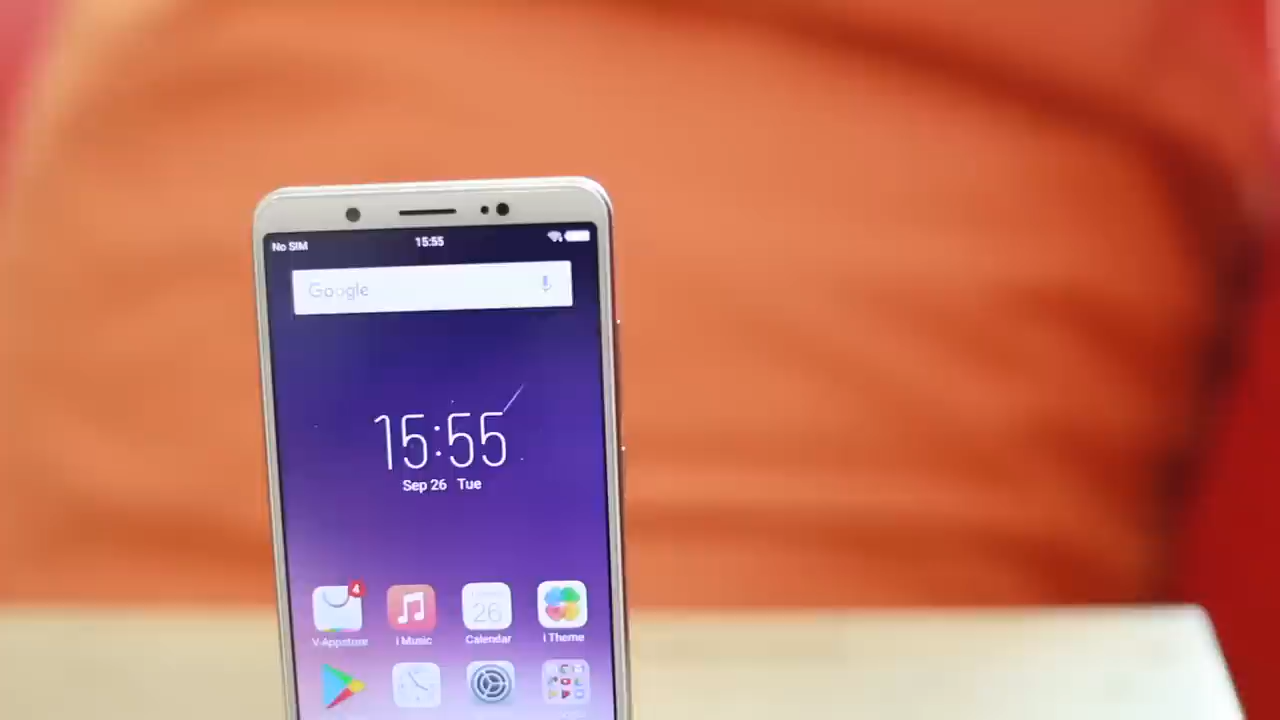 No SIM 15:55
Google
15:55
Sep 26 Tue
4
26
V-Appstore i Music Calendar i Theme